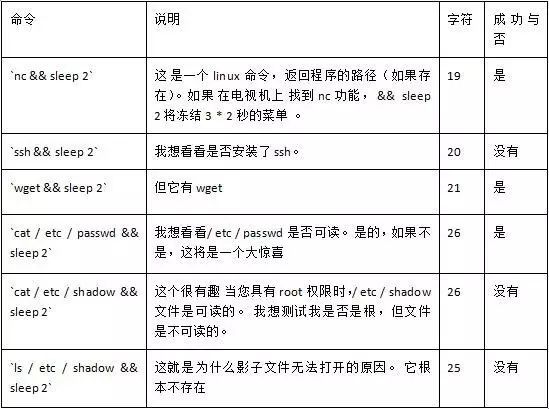 命令 说明 字符 成功与
否
`nc && sleep 2` 这是一个 linux 命令，返回程序的路径（如果存 19 是
在）。如果 在电视机上 找到 nc 功能， && sleep
2 将冻结 3 * 2 秒的菜单 。
`ssh && sleep 2` 我想看看是否安装了 ssh。 20 没有
`wget && sleep 2` 但它有 wget 21 是
`cat / etc / passwd && 我想看看/ etc / passwd 是否可读。是的，如果不 26 是
sleep 2` 是，这将是一个大惊喜
`cat / etc / shadow && 这个很有趣 当您具有 root 权限时，/ etc / shadow 26 没有
sleep 2` 文件是可读的。 我想测试我是否是根，但文件
是不可读的。
`ls / etc / shadow && 这就是为什么影子文件无法打开的原因。 它根 25 没有
sleep 2` 本不存在